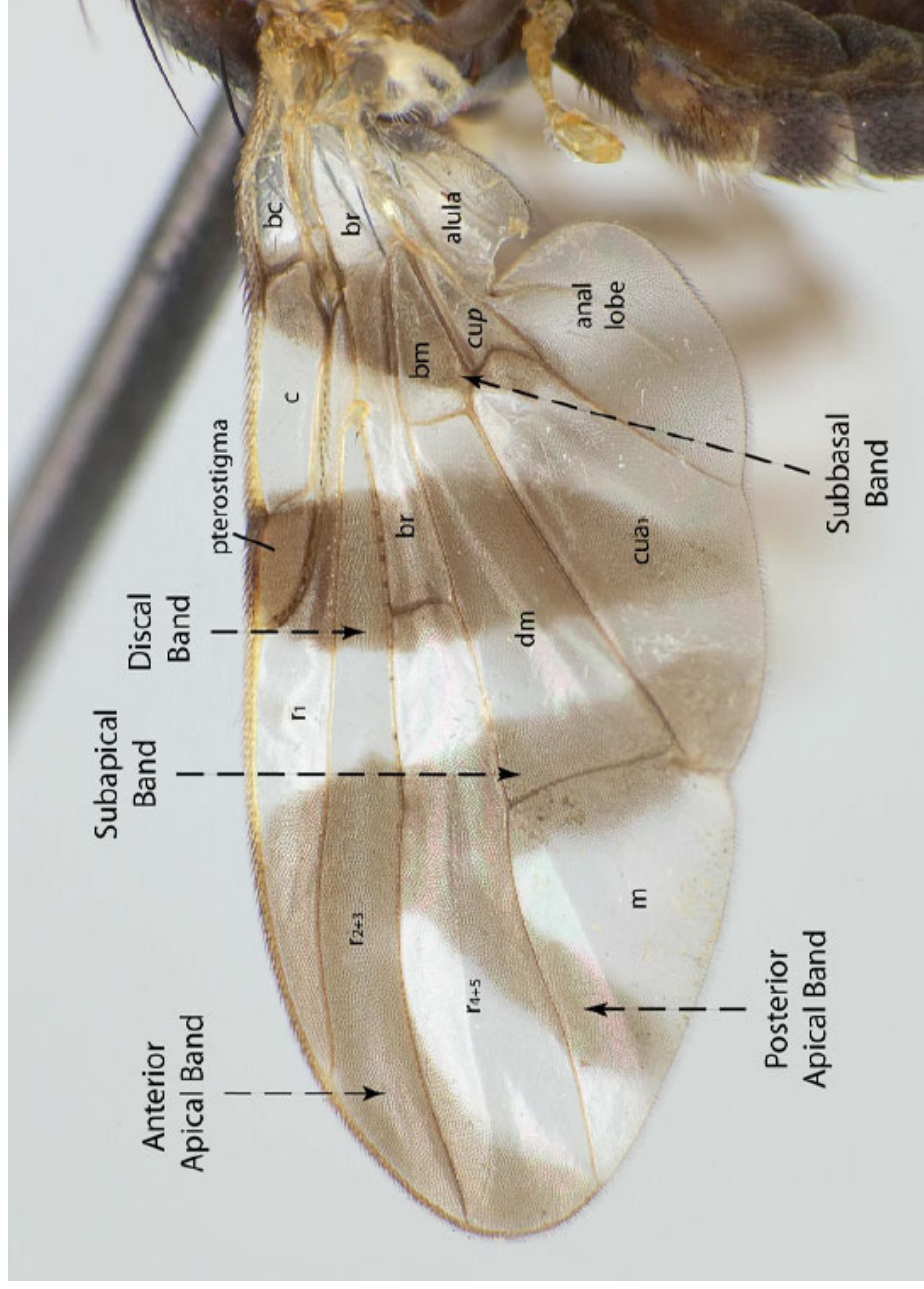 Anterior
Apical Band
Subapical
Band
Discal
Band
pterostigma
bc
c
r1
br
r2+3
br
bm
alula
cup
r4+5
dm
anal
lobe
m
cua1
Posterior
Apical Band
Subbasal
Band